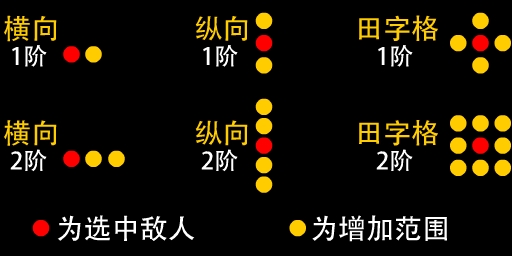 横向 纵向 田字格
1阶 1阶 1阶
横向 纵向 田字格
2阶 2阶 2阶
为选中敌人 为增加范围